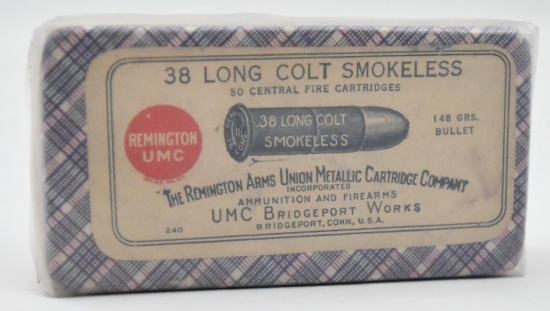 38 LONG COLT SMOKELESS
50 CENTRAL FIRE CARTRIDGES
.38 LONG COLT
SMOKELESS
148 GRS.
BULLET
REMINGTON
UMC
THE REMINGTON ARMS UNION METALLIC CARTRIDGE COMPANY
INCORPORATED
AMMUNITION AND FIREARMS
UMC BRIDGEPORT WORKS
BRIDGEPORT, CONN., U.S.A.
240